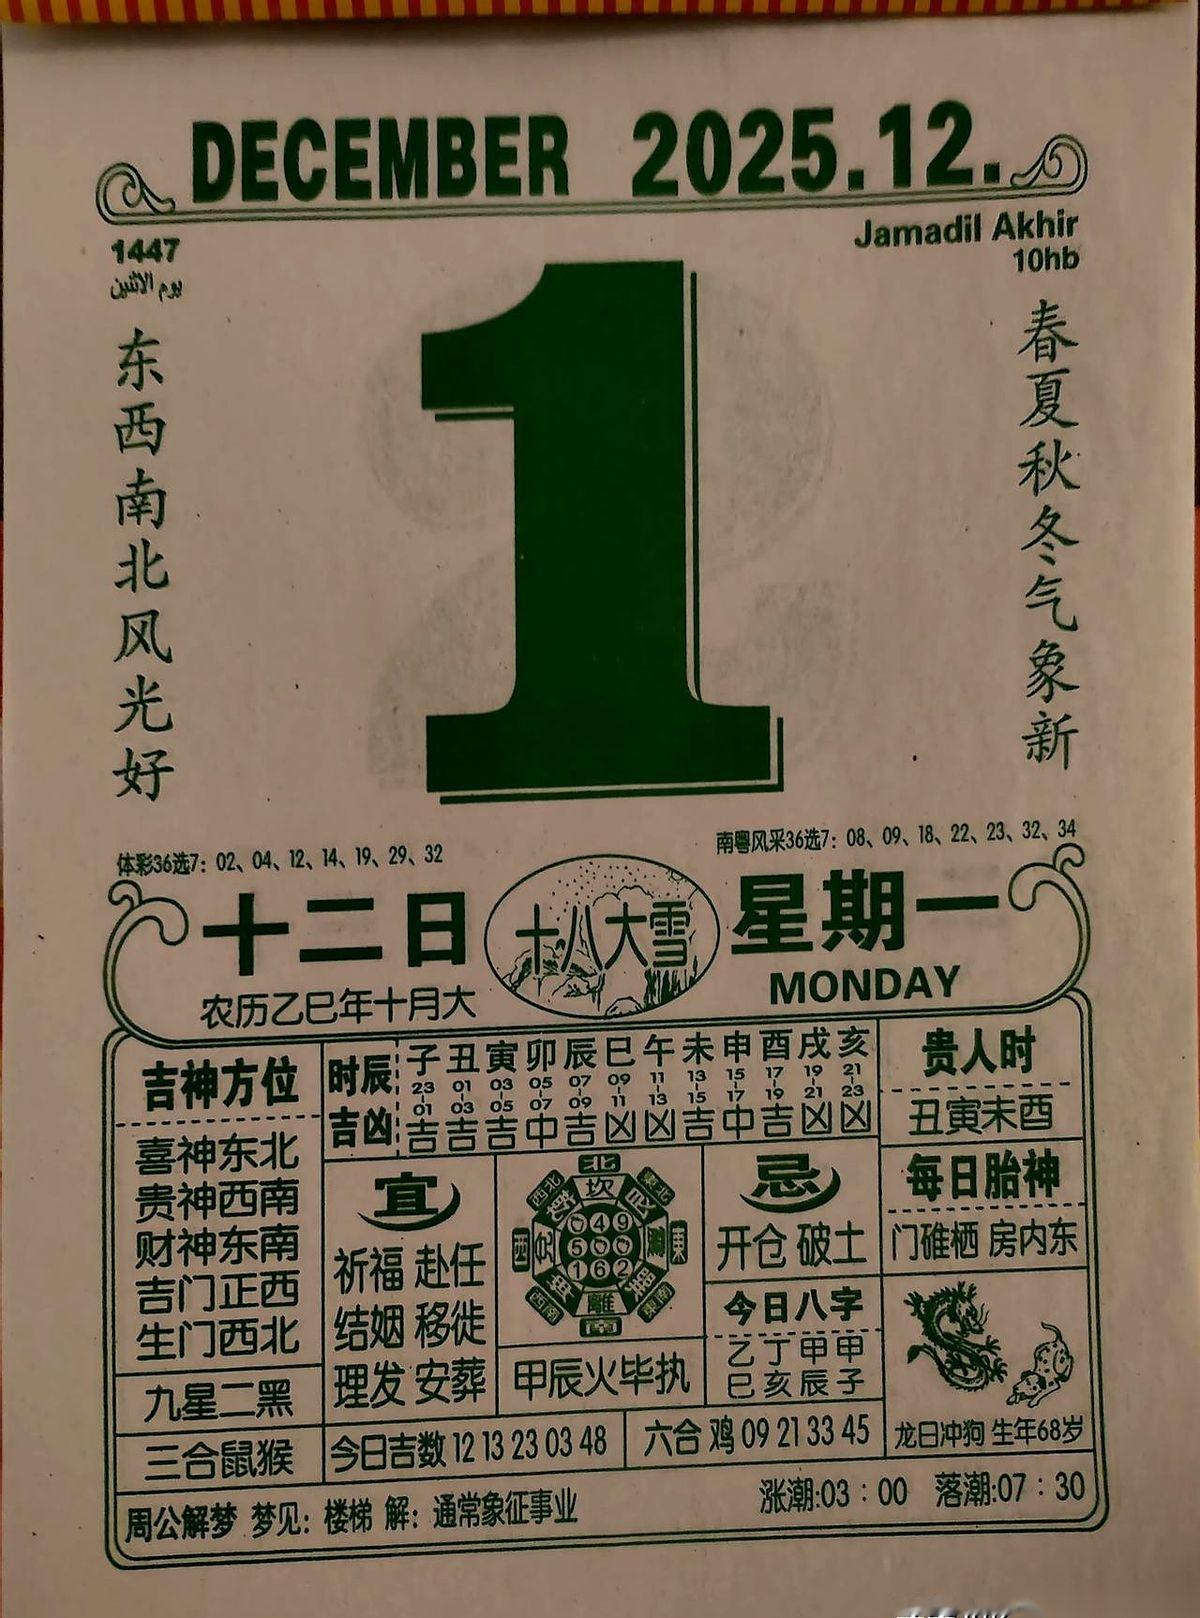 DECEMBER 2025.12.
1447
Jamadil Akhir
10hb
يوم الاثنين
东西南北风光好
春夏秋冬气象新
体彩36选7：02、04、12、14、19、29、32
南粤风采36选7：08、09、18、22、23、32、34
十二日
十八大雪
星期一
农历乙巳年十月大
MONDAY
吉神方位
喜神东北
贵神西南
财神东南
吉门正西
生门西北
九星二黑
三合鼠猴
时辰 子 丑 寅 卯 辰 巳 午 未 申 酉 戌 亥
23-01 01-03 03-05 05-07 07-09 09-11 11-13 13-15 15-17 17-19 19-21 21-23
吉凶 吉 吉 吉 中 吉 凶 凶 吉 中 吉 凶 凶
贵人时
丑寅未酉
每日胎神
门碓栖 房内东
宜
祈福 赴任
结姻 移徙
理发 安葬
北
西北 坎 東北
西 兑 東
4 9
5
1 6 2
西南 離 東南
南
甲辰火毕执
忌
开仓 破土
今日八字
乙丁甲甲
巳亥辰子
龙日冲狗 生年68岁
今日吉数 12 13 23 03 48
六合 鸡 09 21 33 45
周公解梦 梦见：楼梯 解：通常象征事业
涨潮:03：00 落潮:07：30